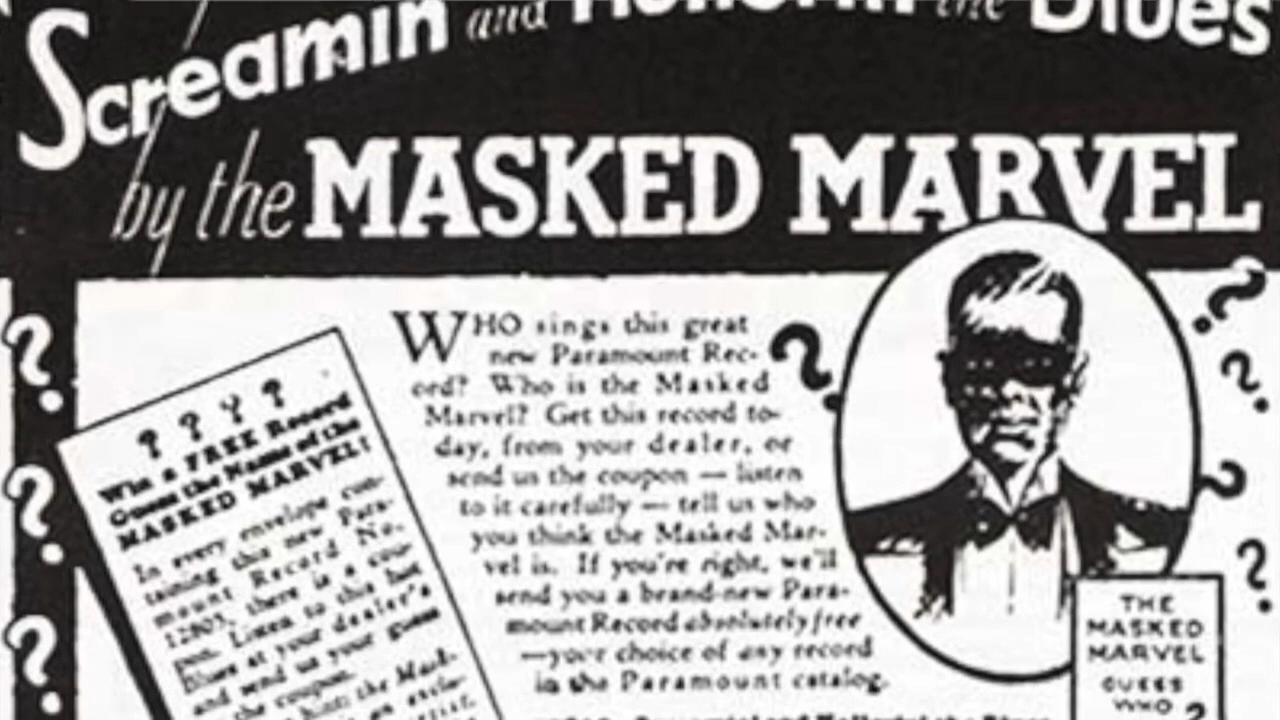 Screamin and Hollerin the Blues
by the MASKED MARVEL
WHO sings this great
new Paramount Rec-
ord? Who is the Masked
Marvel? Get this record to-
day, from your dealer, or
send us the coupon — listen
to it carefully — tell us who
you think the Masked Mar-
vel is. If you're right, we'll
send you a brand-new Para-
mount Record absolutely free
—your choice of any record
in the Paramount catalog.
? ? ? ?
Win a FREE Record
Guess the Name of the
MASKED MARVEL!
In every envelope con-
taining this new Para-
mount Record No.
12805, there is a cou-
pon. Listen to this hot
blues at your dealer's
and send us your guess
the coupon.
hint: the Mask-
an exclu-
artist.
THE
MASKED
MARVEL
GUESS
WHO
?